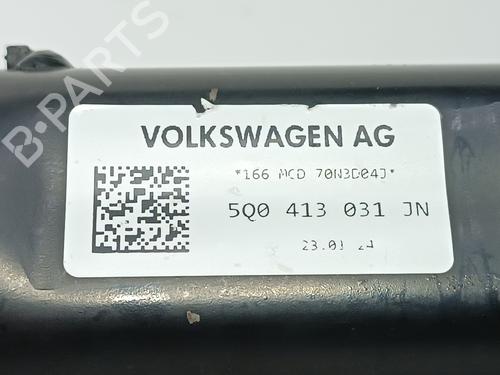 B-PARTS
VOLKSWAGEN AG
*166 MCD 70N3D04J*
5Q0 413 031 JN
23.01 24